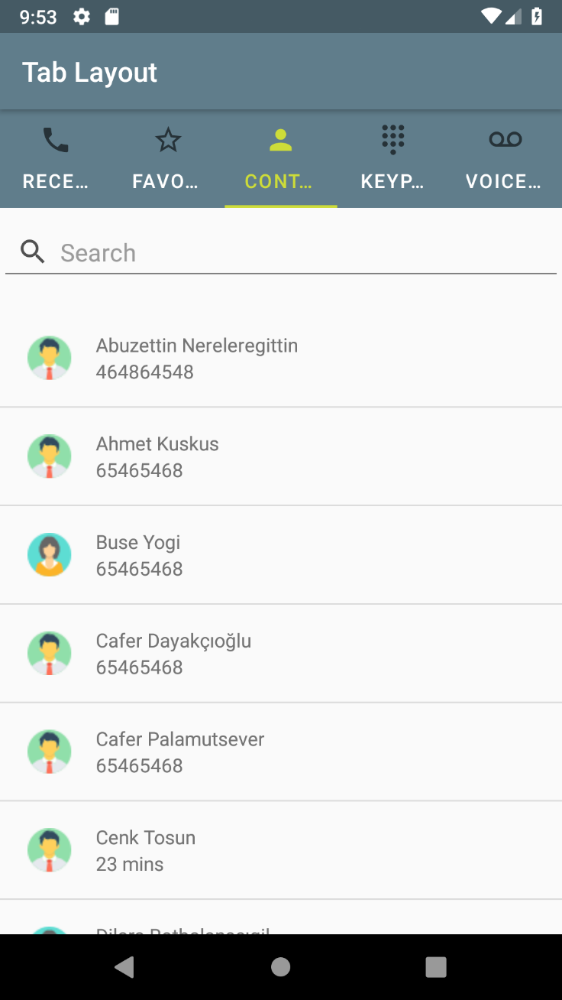 9:53
Tab Layout
RECE... FAVO... CONT... KEYP... VOICE...
Search
Abuzettin Nereleregittin
464864548
Ahmet Kuskus
65465468
Buse Yogi
65465468
Cafer Dayakçıoğlu
65465468
Cafer Palamutsever
65465468
Cenk Tosun
23 mins